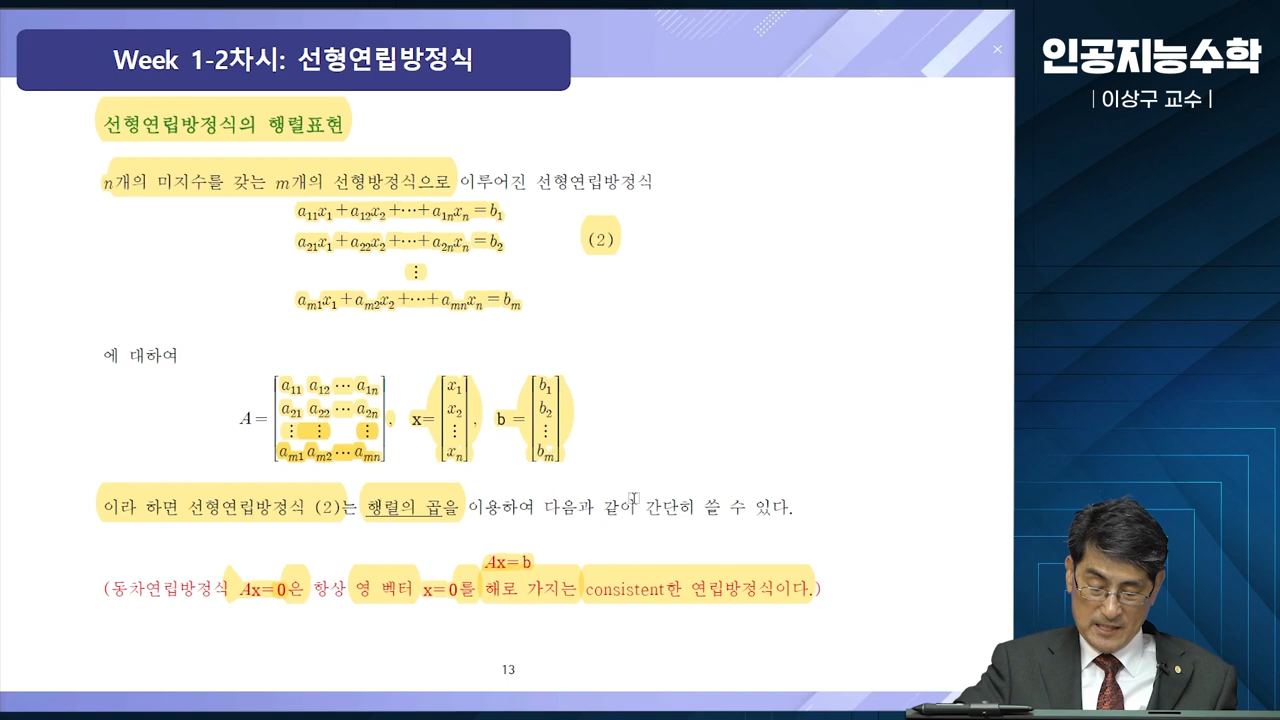 Week 1-2차시: 선형연립방정식
인공지능수학
| 이상구 교수 |
선형연립방정식의 행렬표현
n개의 미지수를 갖는 m개의 선형방정식으로 이루어진 선형연립방정식
a₁₁x₁+a₁₂x₂+⋯+a₁ₙxₙ=b₁
a₂₁x₁+a₂₂x₂+⋯+a₂ₙxₙ=b₂ (2)
⋮
aₘ₁x₁+aₘ₂x₂+⋯+aₘₙxₙ=bₘ
에 대하여
A=[a₁₁ a₁₂ ⋯ a₁ₙ; a₂₁ a₂₂ ⋯ a₂ₙ; ⋮ ⋮ ⋮; aₘ₁ aₘ₂ ⋯ aₘₙ], x=[x₁; x₂; ⋮; xₙ], b=[b₁; b₂; ⋮; bₘ]
이라 하면 선형연립방정식 (2)는 행렬의 곱을 이용하여 다음과 같이 간단히 쓸 수 있다.
Ax=b
(동차연립방정식 Ax=0은 항상 영 벡터 x=0를 해로 가지는 consistent한 연립방정식이다.)
13